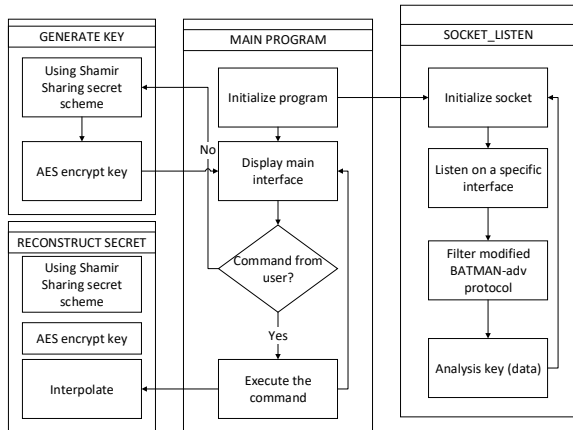 GENERATE KEY
Using Shamir
Sharing secret
scheme
AES encrypt key
RECONSTRUCT SECRET
Using Shamir
Sharing secret
scheme
AES encrypt key
Interpolate
MAIN PROGRAM
Initialize program
No
Display main
interface
Command from
user?
Yes
Execute the
command
SOCKET_LISTEN
Initialize socket
Listen on a specific
interface
Filter modified
BATMAN-adv
protocol
Analysis key (data)